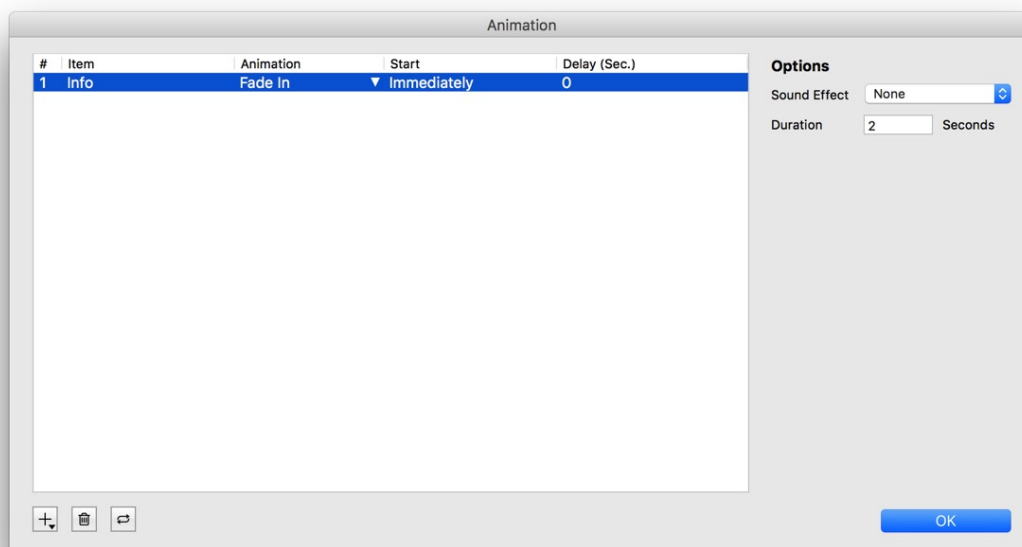 Animation
# Item Animation Start Delay (Sec.)
1 Info Fade In ▼ Immediately 0
Options
Sound Effect None
Duration 2 Seconds
OK